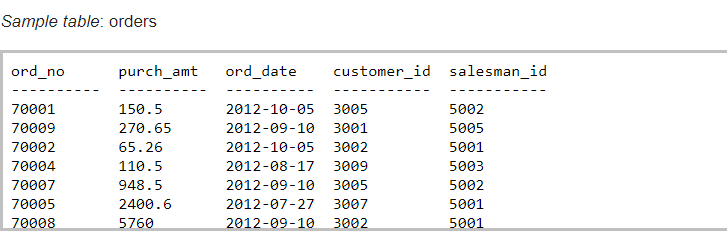 Sample table: orders
ord_no purch_amt ord_date customer_id salesman_id
---------- ---------- ---------- ----------- -----------
70001 150.5 2012-10-05 3005 5002
70009 270.65 2012-09-10 3001 5005
70002 65.26 2012-10-05 3002 5001
70004 110.5 2012-08-17 3009 5003
70007 948.5 2012-09-10 3005 5002
70005 2400.6 2012-07-27 3007 5001
70008 5760 2012-09-10 3002 5001